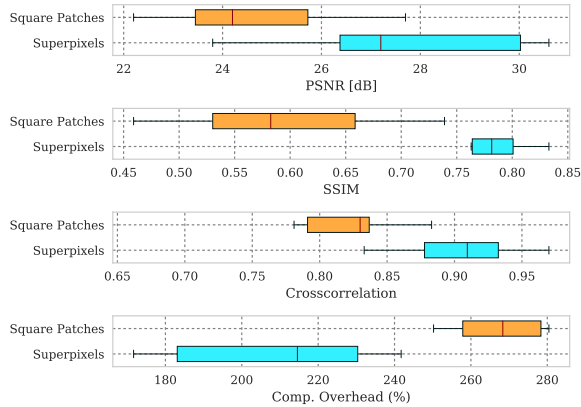 Square Patches
Superpixels
22 24 26 28 30
PSNR [dB]
Square Patches
Superpixels
0.45 0.50 0.55 0.60 0.65 0.70 0.75 0.80 0.85
SSIM
Square Patches
Superpixels
0.65 0.70 0.75 0.80 0.85 0.90 0.95
Crosscorrelation
Square Patches
Superpixels
180 200 220 240 260 280
Comp. Overhead (%)